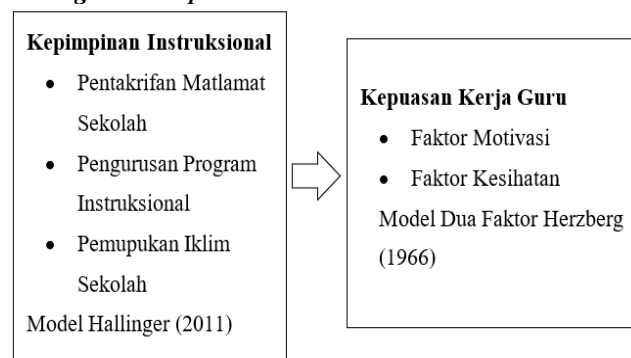 Kepimpinan Instruksional
• Pentakrifan Matlamat
Sekolah
• Pengurusan Program
Instruksional
• Pemupukan Iklim
Sekolah
Model Hallinger (2011)
Kepuasan Kerja Guru
• Faktor Motivasi
• Faktor Kesihatan
Model Dua Faktor Herzberg
(1966)